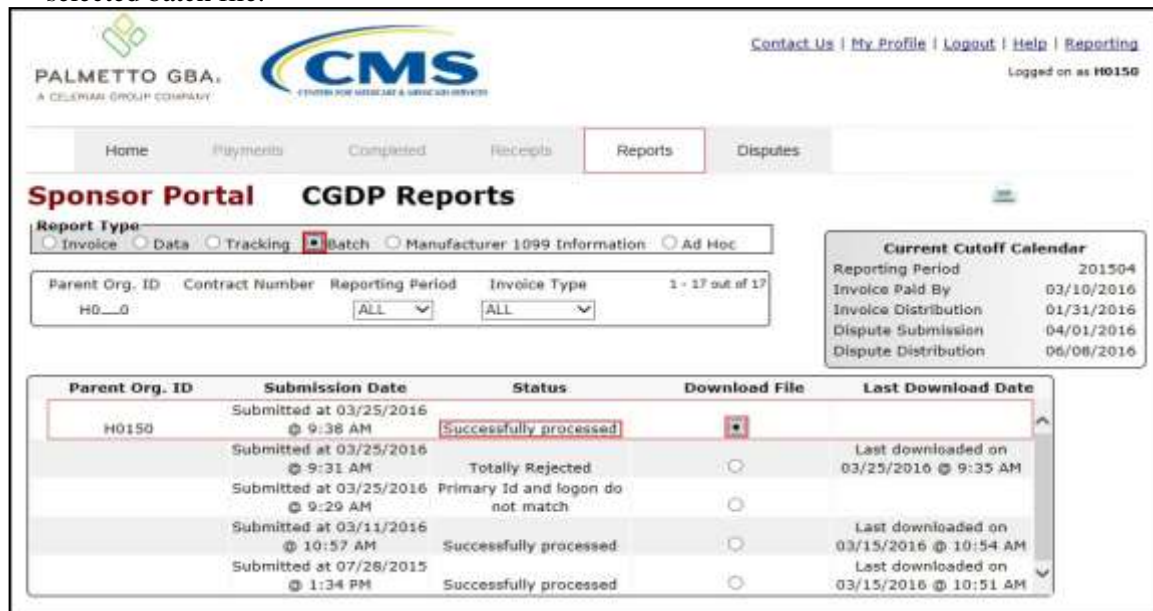 selected batch file.
PALMETTO GBA.
A CELERIAN GROUP COMPANY
CMS
CENTERS FOR MEDICARE & MEDICAID SERVICES
Contact Us | My Profile | Logout | Help | Reporting
Logged on as H0150
Home Payments Completed Receipts Reports Disputes
Sponsor Portal CGDP Reports
Report Type
Invoice Data Tracking Batch Manufacturer 1099 Information Ad Hoc
Parent Org. ID Contract Number Reporting Period Invoice Type 1 - 17 out of 17
H0__0 ALL ALL
Current Cutoff Calendar
Reporting Period 201504
Invoice Paid By 03/10/2016
Invoice Distribution 01/31/2016
Dispute Submission 04/01/2016
Dispute Distribution 06/08/2016
Parent Org. ID Submission Date Status Download File Last Download Date
Submitted at 03/25/2016
H0150 @ 9:38 AM Successfully processed
Submitted at 03/25/2016 Last downloaded on
@ 9:31 AM Totally Rejected 03/25/2016 @ 9:35 AM
Submitted at 03/25/2016 Primary Id and logon do
@ 9:29 AM not match
Submitted at 03/11/2016 Last downloaded on
@ 10:57 AM Successfully processed 03/15/2016 @ 10:54 AM
Submitted at 07/28/2015 Last downloaded on
@ 1:34 PM Successfully processed 03/15/2016 @ 10:51 AM